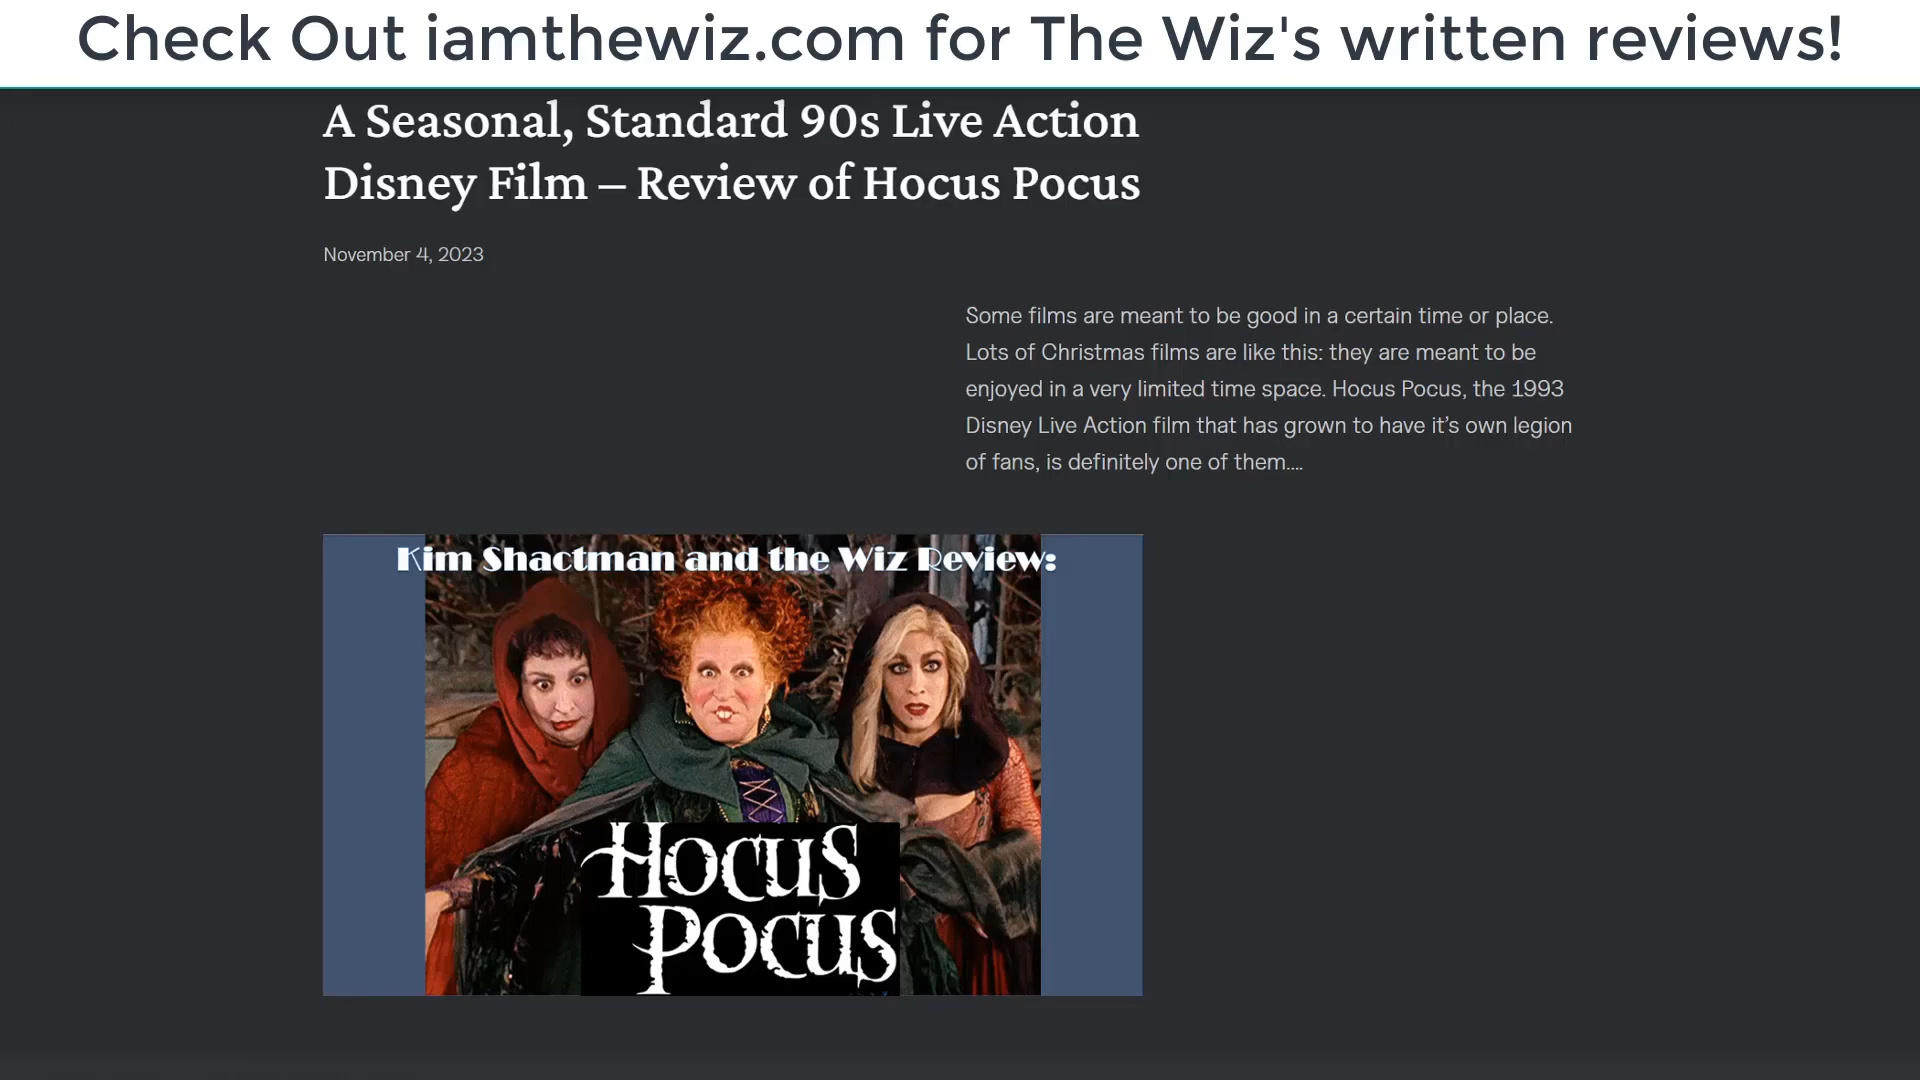 Check Out iamthewiz.com for The Wiz's written reviews!
A Seasonal, Standard 90s Live Action
Disney Film – Review of Hocus Pocus
November 4, 2023
Some films are meant to be good in a certain time or place.
Lots of Christmas films are like this: they are meant to be
enjoyed in a very limited time space. Hocus Pocus, the 1993
Disney Live Action film that has grown to have it’s own legion
of fans, is definitely one of them….
Kim Shactman and the Wiz Review:
HOCUS
POCUS